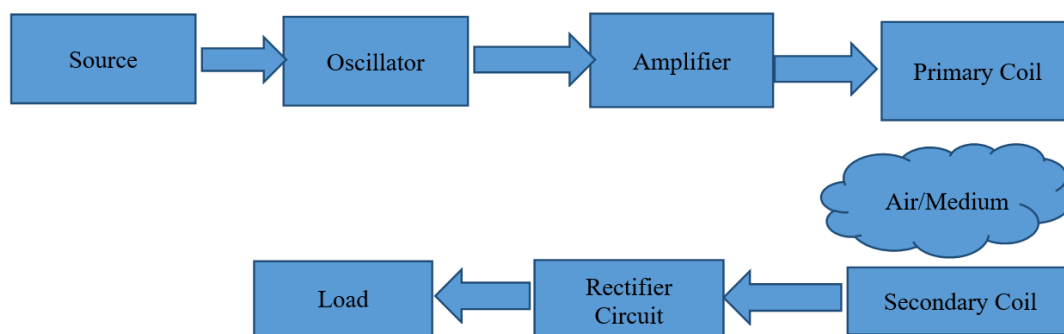 Source
Oscillator
Amplifier
Primary Coil
Air/Medium
Load
Rectifier
Circuit
Secondary Coil